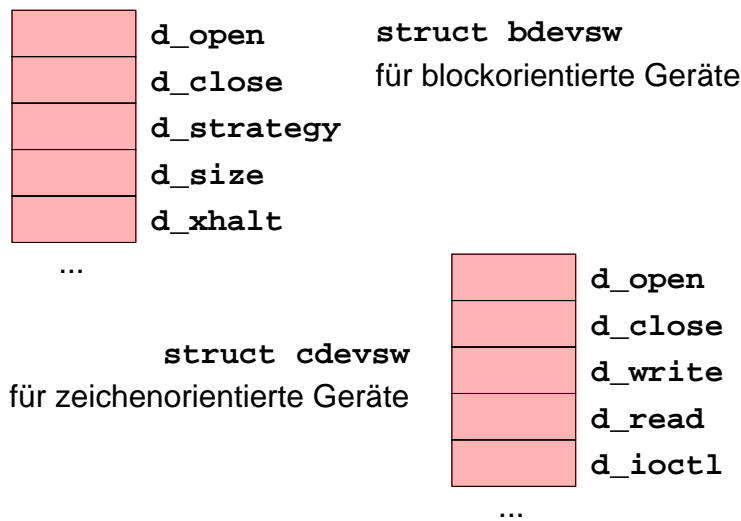 d_open
d_close
d_strategy
d_size
d_xhalt
...
struct bdevsw
für blockorientierte Geräte
struct cdevsw
für zeichenorientierte Geräte
d_open
d_close
d_write
d_read
d_ioctl
...